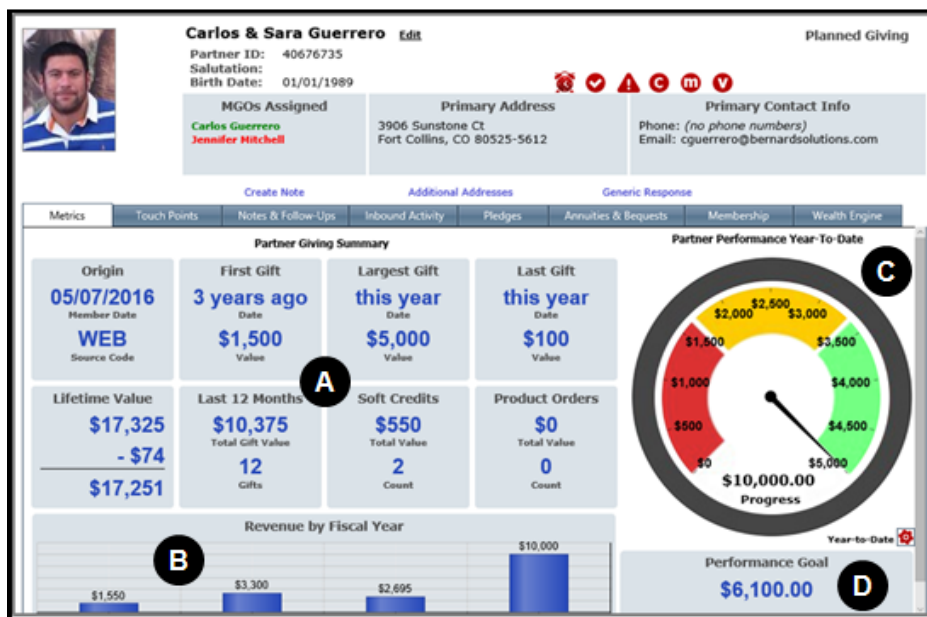 Carlos & Sara Guerrero Edit
Planned Giving
Partner ID: 40676735
Salutation:
Birth Date: 01/01/1989
C m V
MGOs Assigned
Carlos Guerrero
Jennifer Mitchell
Primary Address
3906 Sunstone Ct
Fort Collins, CO 80525-5612
Primary Contact Info
Phone: (no phone numbers)
Email: cguerrero@bernardsolutions.com
Create Note Additional Addresses Generic Response
Metrics Touch Points Notes & Follow-Ups Inbound Activity Pledges Annuities & Bequests Membership Wealth Engine
Partner Giving Summary
Origin
05/07/2016
Member Date
WEB
Source Code
First Gift
3 years ago
Date
$1,500
Value
Largest Gift
this year
Date
$5,000
Value
Last Gift
this year
Date
$100
Value
A
Lifetime Value
$17,325
- $74
$17,251
Last 12 Months
$10,375
Total Gift Value
12
Gifts
Soft Credits
$550
Total Value
2
Count
Product Orders
$0
Total Value
0
Count
Revenue by Fiscal Year
B
$1,550
$3,300
$2,695
$10,000
Partner Performance Year-To-Date
C
$0
$500
$1,000
$1,500
$2,000
$2,500
$3,000
$3,500
$4,000
$4,500
$5,000
$10,000.00
Progress
Year-to-Date
Performance Goal
$6,100.00
D